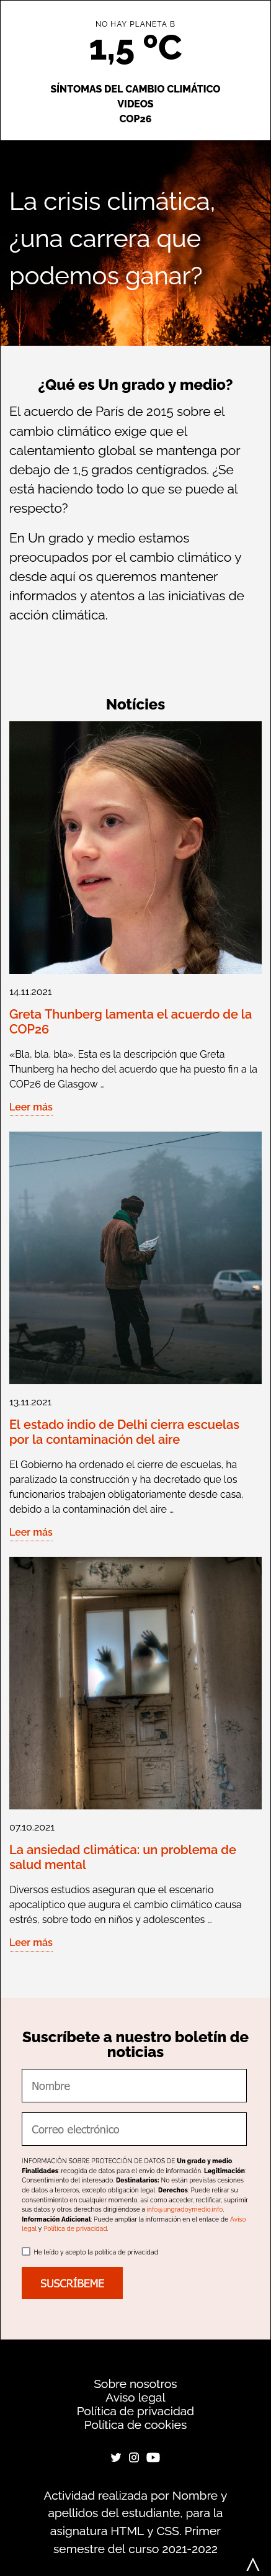 NO HAY PLANETA B
1,5 ºC
SÍNTOMAS DEL CAMBIO CLIMÁTICO
VIDEOS
COP26
La crisis climática,
¿una carrera que
podemos ganar?
¿Qué es Un grado y medio?
El acuerdo de París de 2015 sobre el
cambio climático exige que el
calentamiento global se mantenga por
debajo de 1,5 grados centígrados. ¿Se
está haciendo todo lo que se puede al
respecto?
En Un grado y medio estamos
preocupados por el cambio climático y
desde aquí os queremos mantener
informados y atentos a las iniciativas de
acción climática.
Notícies
14.11.2021
Greta Thunberg lamenta el acuerdo de la
COP26
«Bla, bla, bla». Esta es la descripción que Greta
Thunberg ha hecho del acuerdo que ha puesto fin a la
COP26 de Glasgow ...
Leer más
13.11.2021
El estado indio de Delhi cierra escuelas
por la contaminación del aire
El Gobierno ha ordenado el cierre de escuelas, ha
paralizado la construcción y ha decretado que los
funcionarios trabajen obligatoriamente desde casa,
debido a la contaminación del aire ...
Leer más
07.10.2021
La ansiedad climática: un problema de
salud mental
Diversos estudios aseguran que el escenario
apocalíptico que augura el cambio climático causa
estrés, sobre todo en niños y adolescentes ...
Leer más
Suscríbete a nuestro boletín de
noticias
Nombre
Correo electrónico
INFORMACIÓN SOBRE PROTECCIÓN DE DATOS DE Un grado y medio.
Finalidades: recogida de datos para el envío de información. Legitimación:
Consentimiento del interesado. Destinatarios: No están previstas cesiones
de datos a terceros, excepto obligación legal. Derechos: Puede retirar su
consentimiento en cualquier momento, así como acceder, rectificar, suprimir
sus datos y otros derechos dirigiéndose a info@ungradoymedio.info.
Información Adicional: Puede ampliar la información en el enlace de Aviso
legal y Política de privacidad.
He leído y acepto la política de privacidad
SUSCRÍBEME
Sobre nosotros
Aviso legal
Política de privacidad
Política de cookies
Actividad realizada por Nombre y
apellidos del estudiante, para la
asignatura HTML y CSS. Primer
semestre del curso 2021-2022